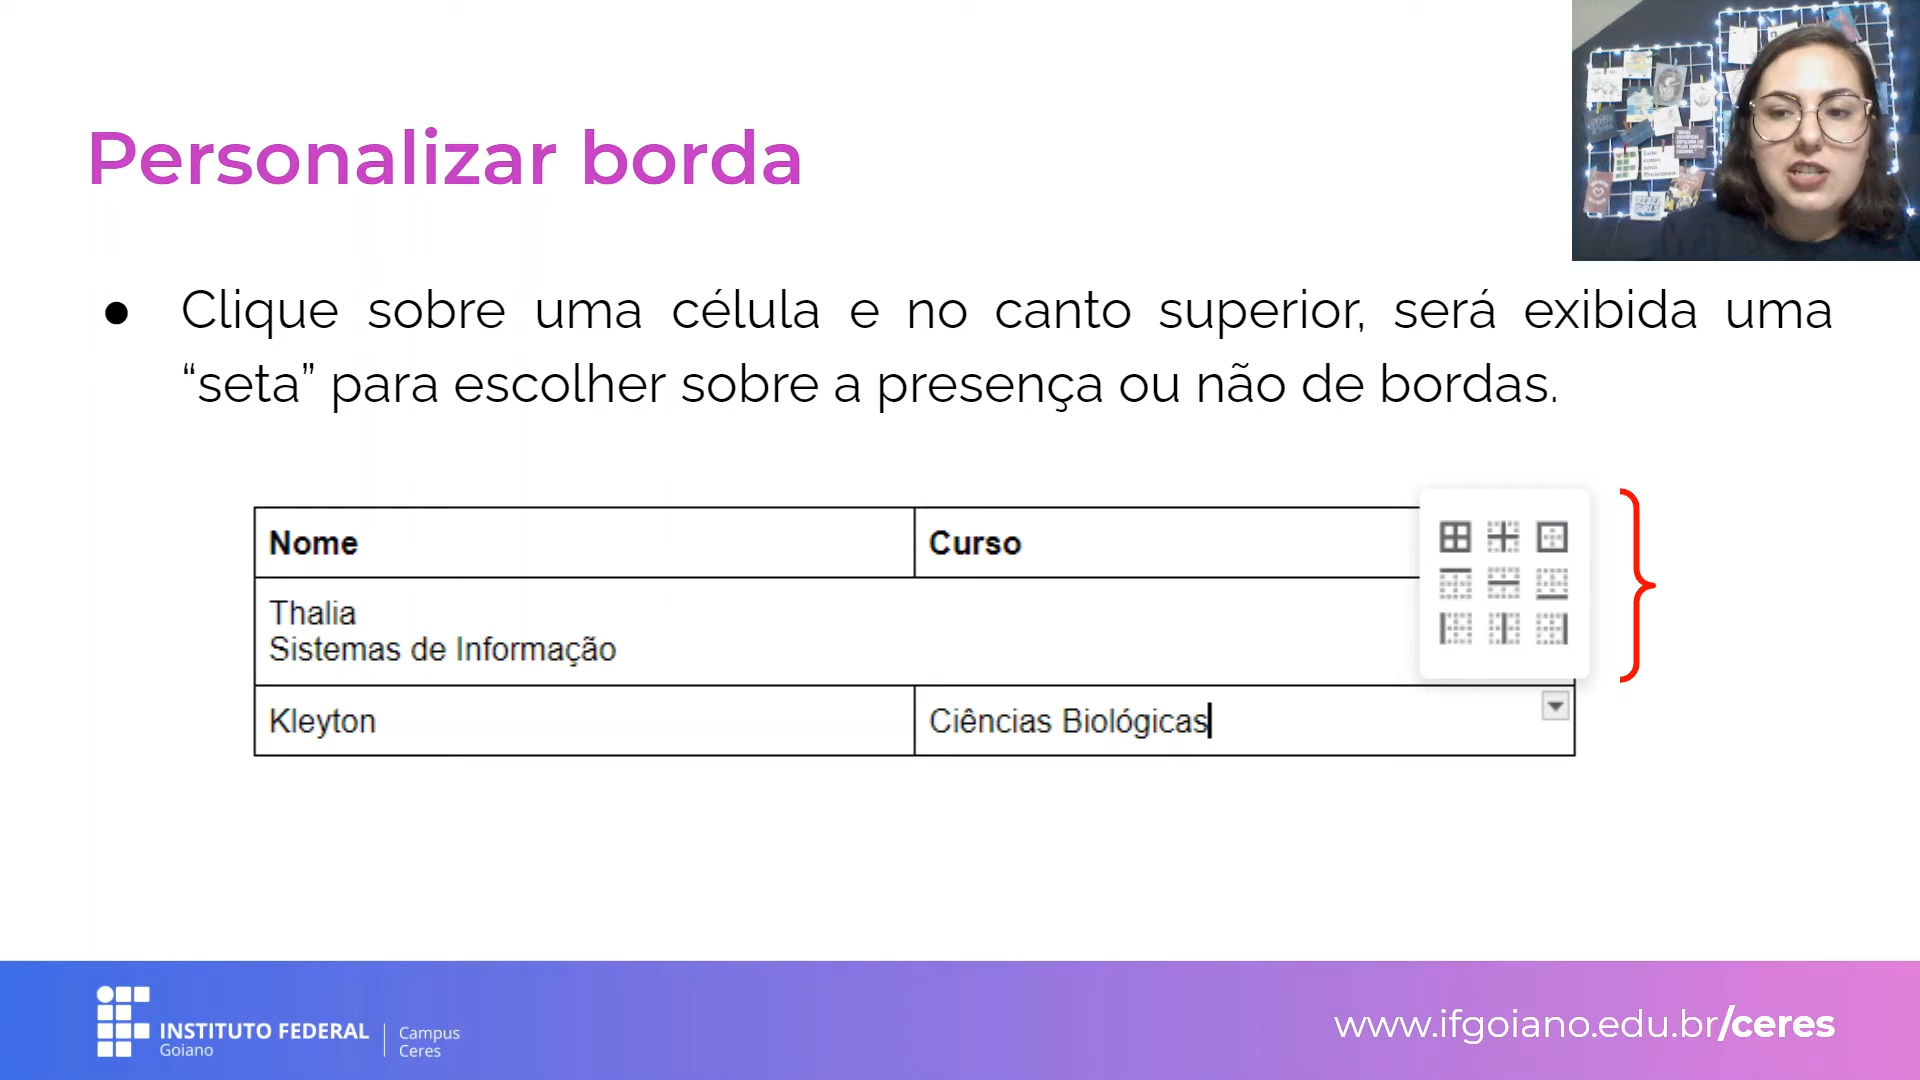 Personalizar borda
● Clique sobre uma célula e no canto superior, será exibida uma
“seta” para escolher sobre a presença ou não de bordas.
Nome Curso
Thalia
Sistemas de Informação
Kleyton Ciências Biológicas
INSTITUTO FEDERAL
Goiano
Campus
Ceres
www.ifgoiano.edu.br/ceres